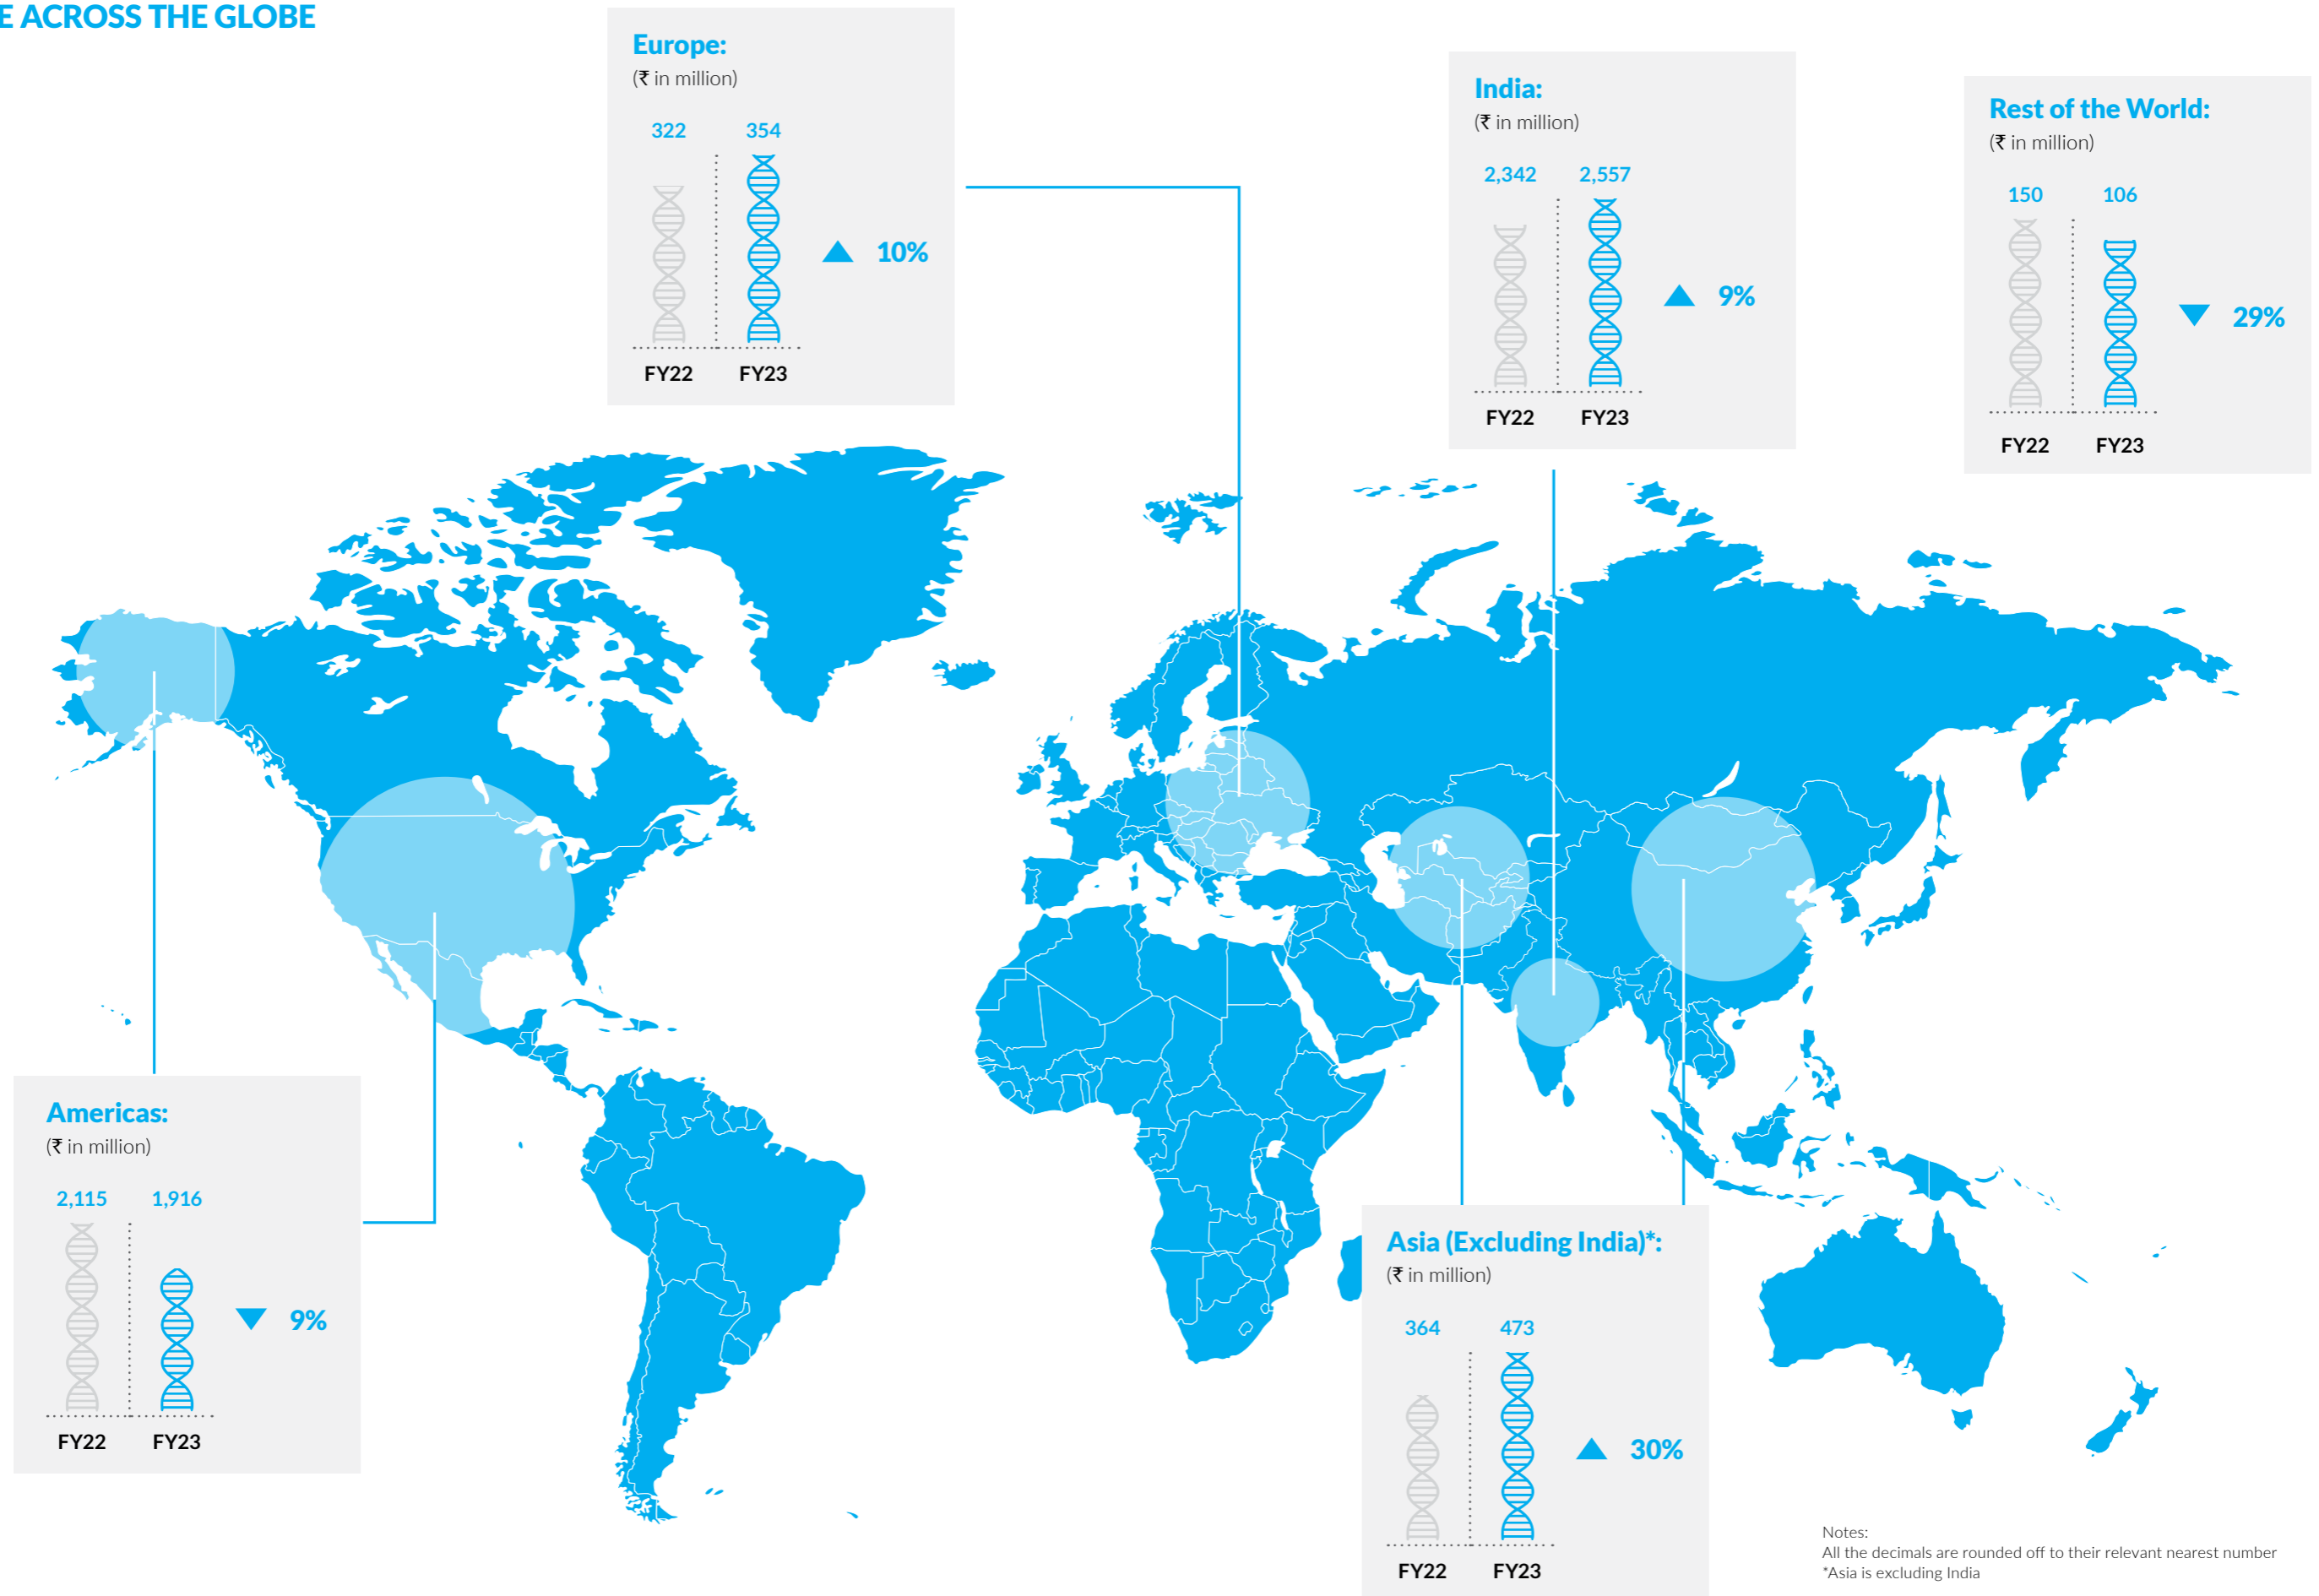 E ACROSS THE GLOBE
Europe:
(₹ in million)
322 354
10%
FY22 FY23
India:
(₹ in million)
2,342 2,557
9%
FY22 FY23
Rest of the World:
(₹ in million)
150 106
29%
FY22 FY23
Americas:
(₹ in million)
2,115 1,916
9%
FY22 FY23
Asia (Excluding India)*:
(₹ in million)
364 473
30%
FY22 FY23
Notes:
All the decimals are rounded off to their relevant nearest number
*Asia is excluding India